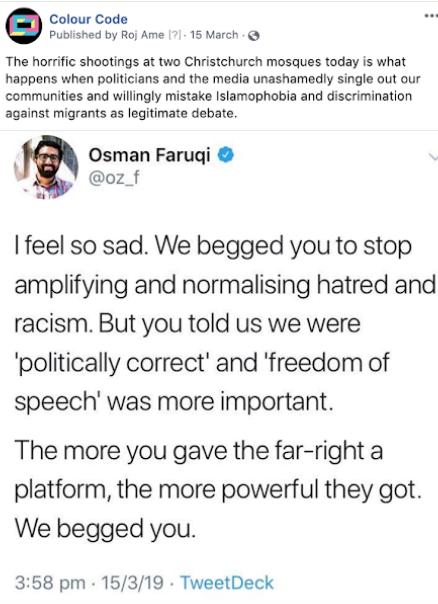 Colour Code
Published by Roj Ame [?] · 15 March ·
The horrific shootings at two Christchurch mosques today is what
happens when politicians and the media unashamedly single out our
communities and willingly mistake Islamophobia and discrimination
against migrants as legitimate debate.
Osman Faruqi
@oz_f
I feel so sad. We begged you to stop
amplifying and normalising hatred and
racism. But you told us we were
'politically correct' and 'freedom of
speech' was more important.
The more you gave the far-right a
platform, the more powerful they got.
We begged you.
3:58 pm · 15/3/19 · TweetDeck